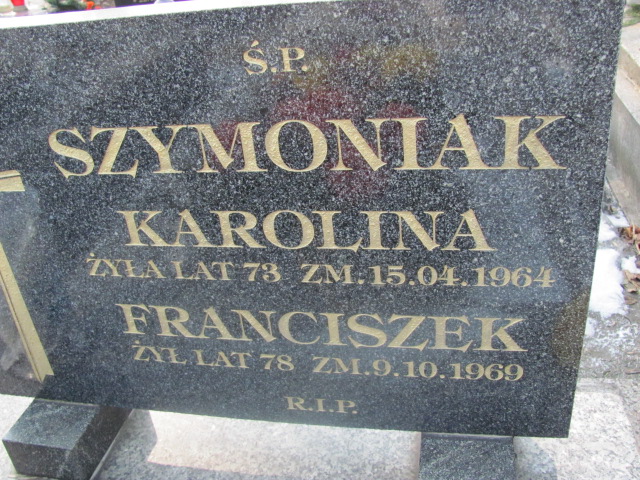 Ś.P.
SZYMONIAK
KAROLINA
ŻYŁA LAT 73 ZM.15.04.1964
FRANCISZEK
ŻYŁ LAT 78 ZM.9.10.1969
R.I.P.